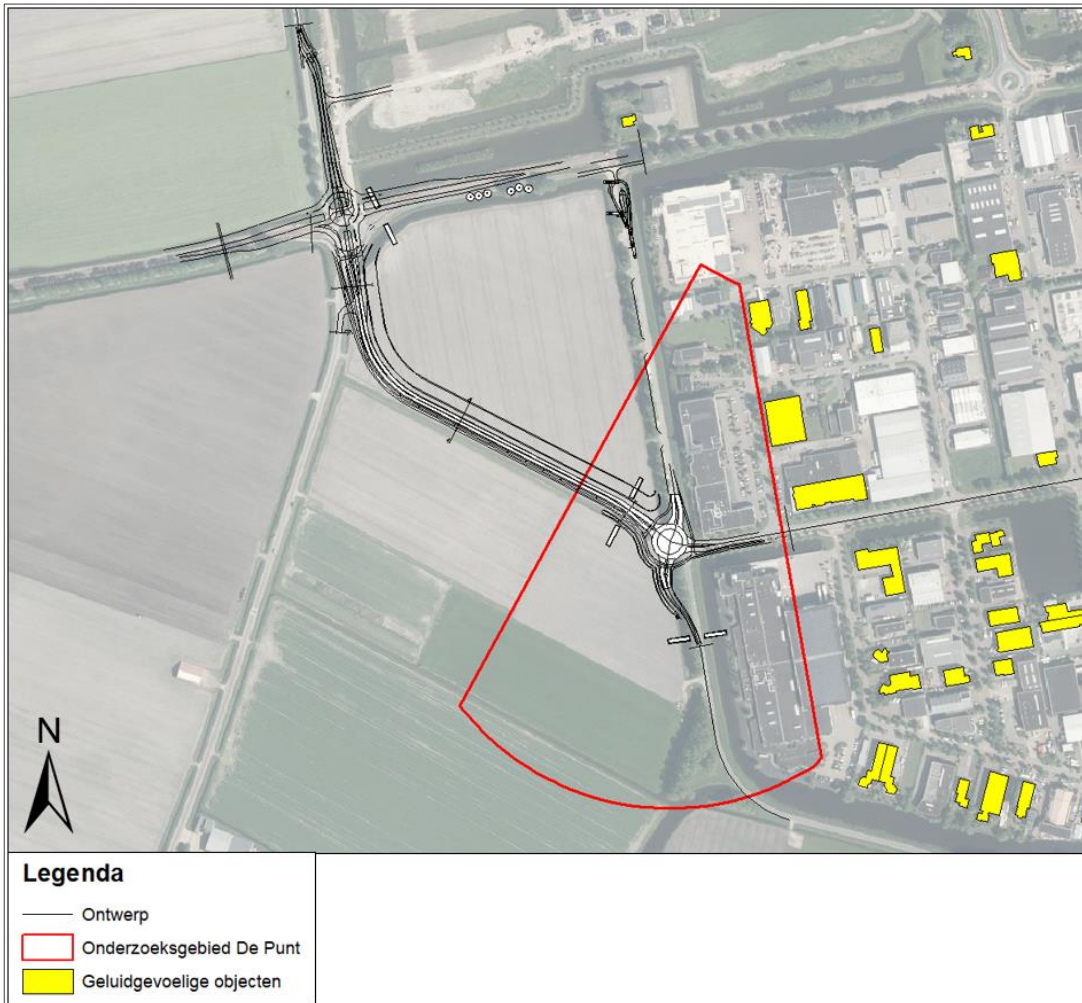 N
Legenda
Ontwerp
Onderzoeksgebied De Punt
Geluidgevoelige objecten